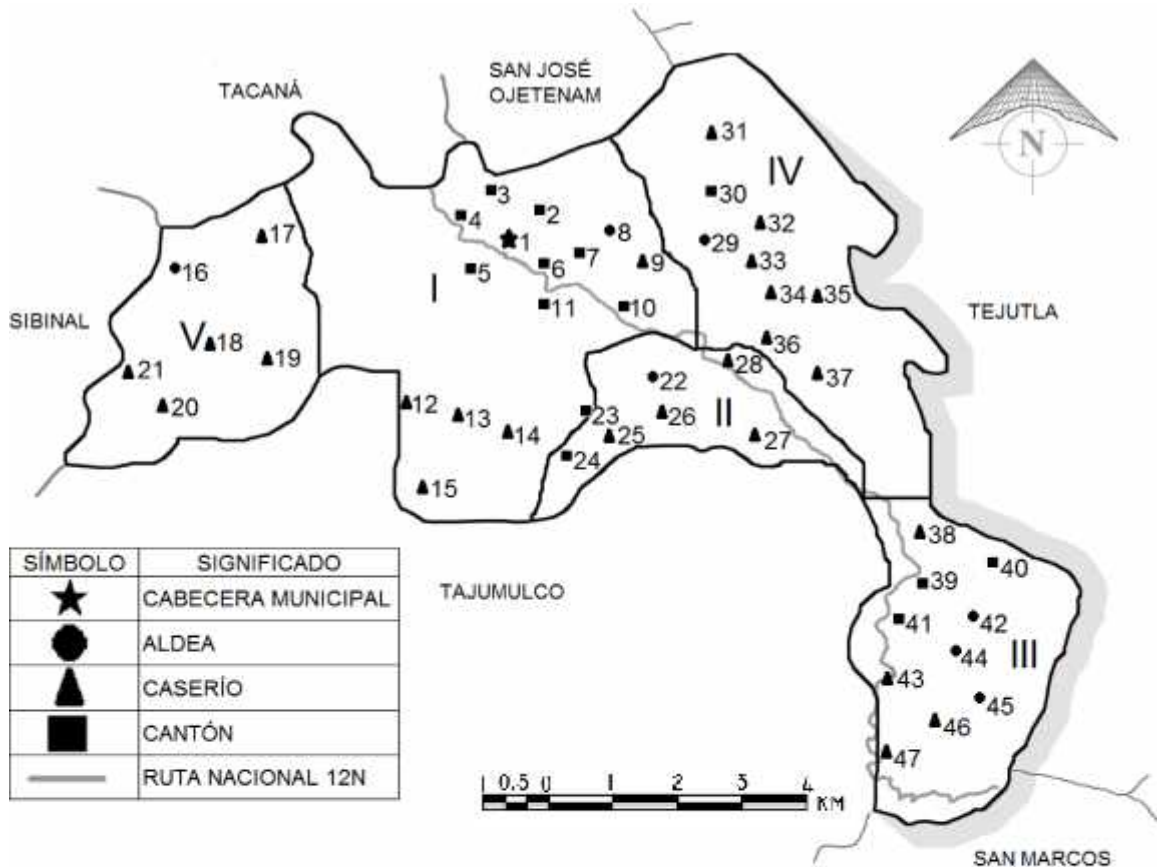 SAN JOSÉ
OJETENAM
TACANÁ
N
31
IV
30
3
4
2
32
17
1
8
29
7
33
16
5
6
9
I
34
35
11
10
TEJUTLA
SIBINAL
V
18
36
19
28
21
22
37
20
12
13
23
26
II
14
25
27
24
15
38
40
39
TAJUMULCO
41
42
44
III
43
45
46
47
SÍMBOLO SIGNIFICADO
CABECERA MUNICIPAL
ALDEA
CASERÍO
CANTÓN
RUTA NACIONAL 12N
1 0.5 0 1 2 3 4
KM
SAN MARCOS